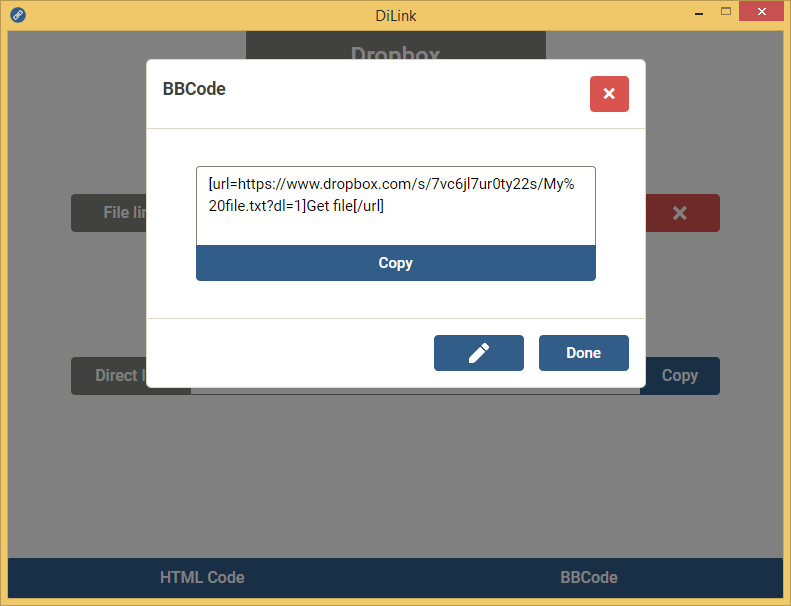 DiLink
Dropbox
BBCode
[url=https://www.dropbox.com/s/7vc6jl7ur0ty22s/My%
20file.txt?dl=1]Get file[/url]
File
Copy
Done
Direct
Copy
HTML Code
BBCode